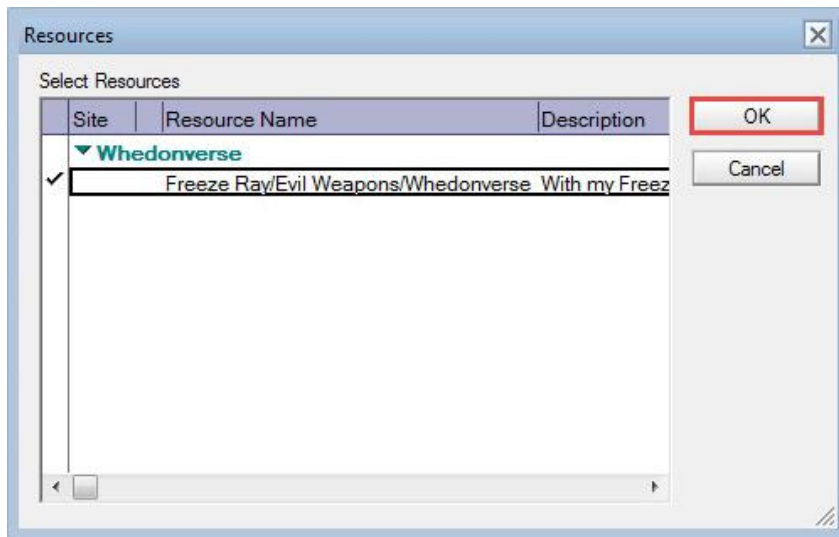 Resources
Select Resources
Site Resource Name Description OK
Whedonverse
Freeze Ray/Evil Weapons/Whedonverse With my Freez
Cancel